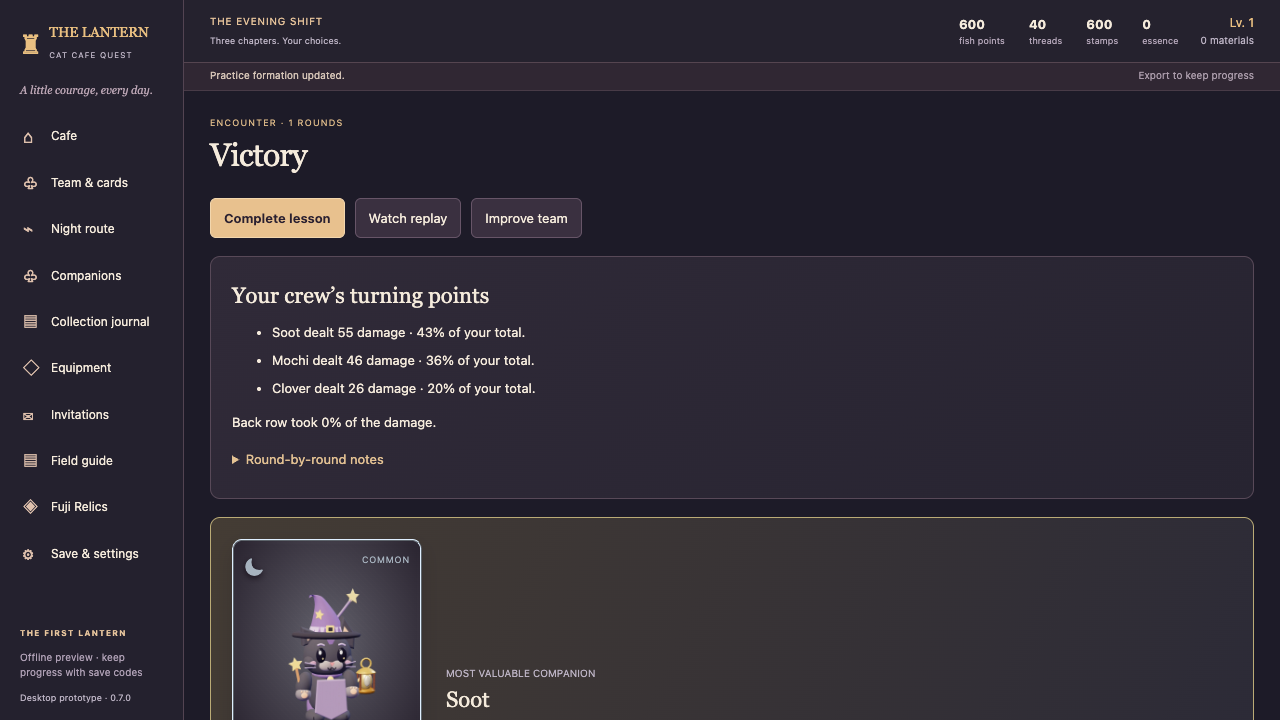 THE LANTERN
CAT CAFE QUEST
A little courage, every day.
Cafe
Team & cards
Night route
Companions
Collection journal
Equipment
Invitations
Field guide
Fuji Relics
Save & settings
THE FIRST LANTERN
Offline preview · keep
progress with save codes
Desktop prototype · 0.7.0
THE EVENING SHIFT
Three chapters. Your choices.
600
fish points
40
threads
600
stamps
0
essence
Lv. 1
0 materials
Practice formation updated.
Export to keep progress
ENCOUNTER · 1 ROUNDS
Victory
Complete lesson
Watch replay
Improve team
Your crew’s turning points
• Soot dealt 55 damage · 43% of your total.
• Mochi dealt 46 damage · 36% of your total.
• Clover dealt 26 damage · 20% of your total.
Back row took 0% of the damage.
Round-by-round notes
COMMON
MOST VALUABLE COMPANION
Soot